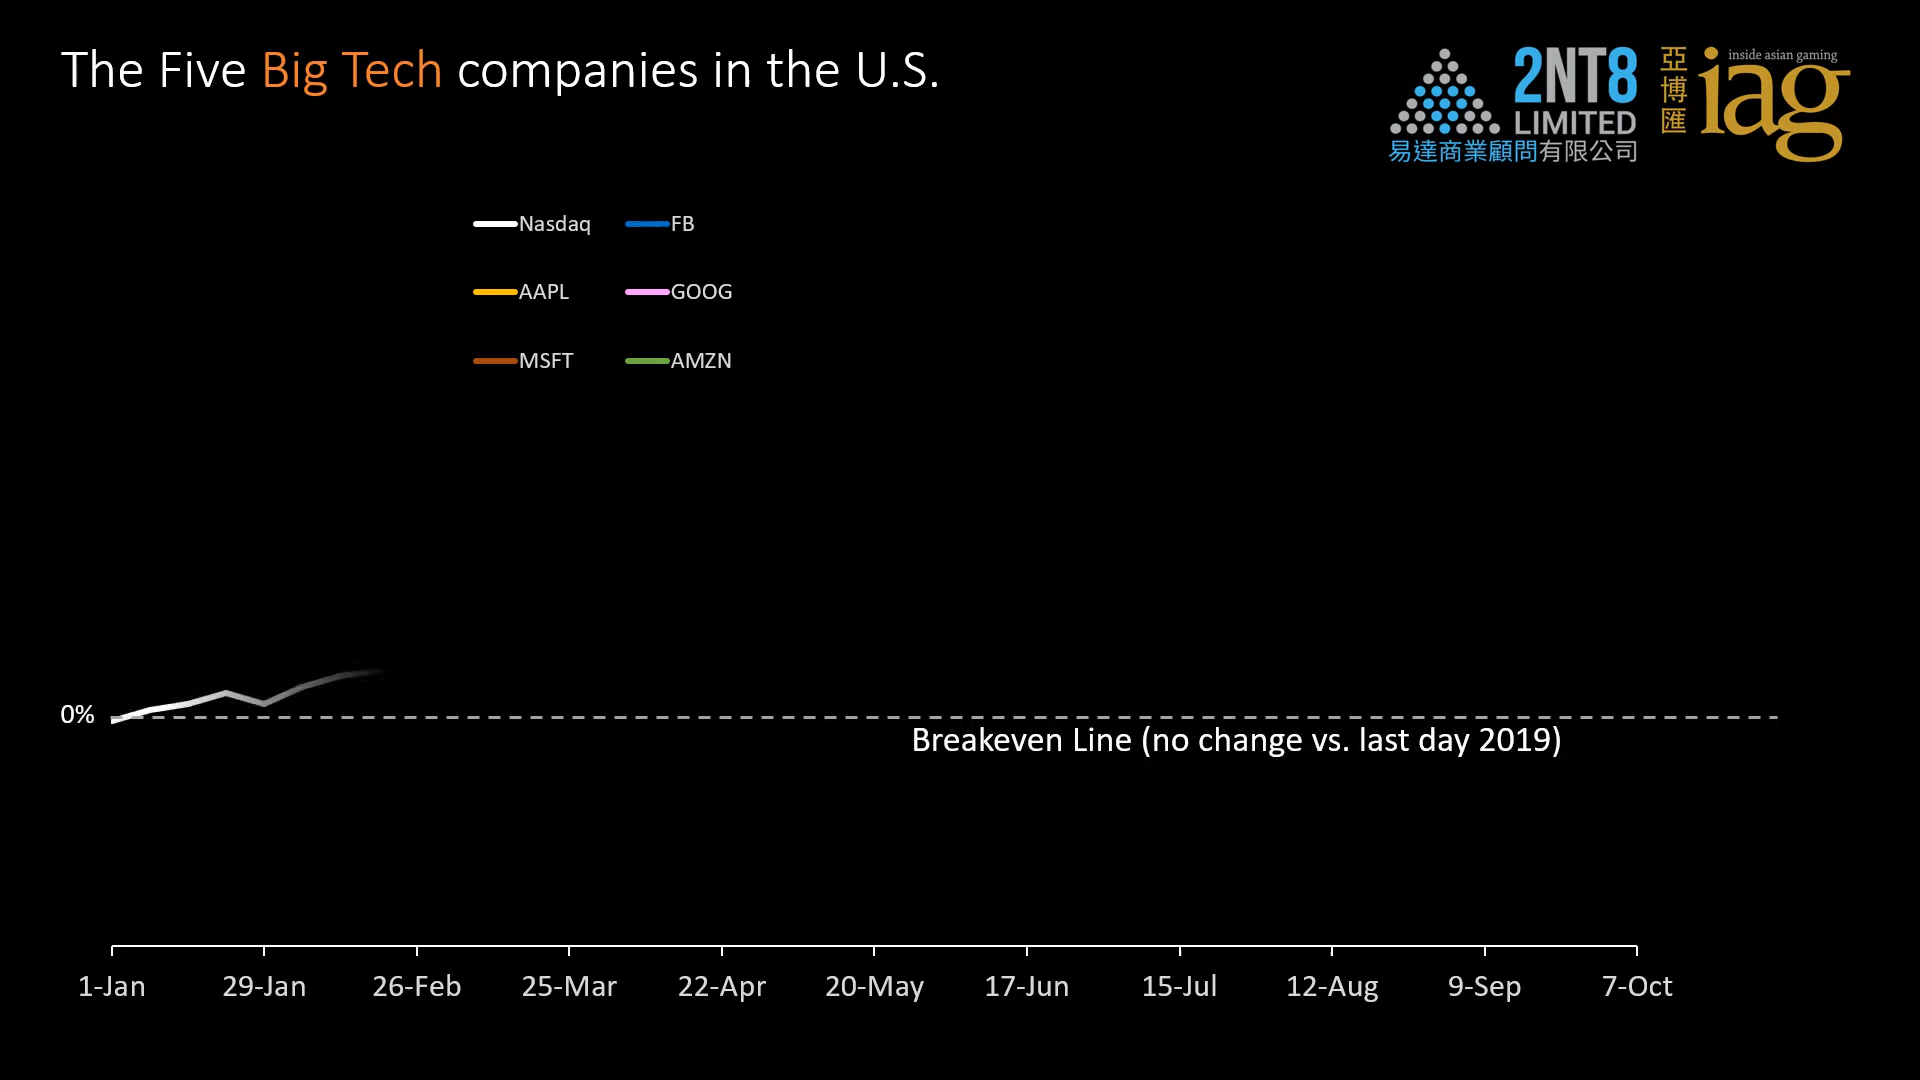 The Five Big Tech companies in the U.S.
2NT8
LIMITED
易達商業顧問有限公司
亞博匯
inside asian gaming
iag
Nasdaq
FB
AAPL
GOOG
MSFT
AMZN
0%
Breakeven Line (no change vs. last day 2019)
1-Jan
29-Jan
26-Feb
25-Mar
22-Apr
20-May
17-Jun
15-Jul
12-Aug
9-Sep
7-Oct